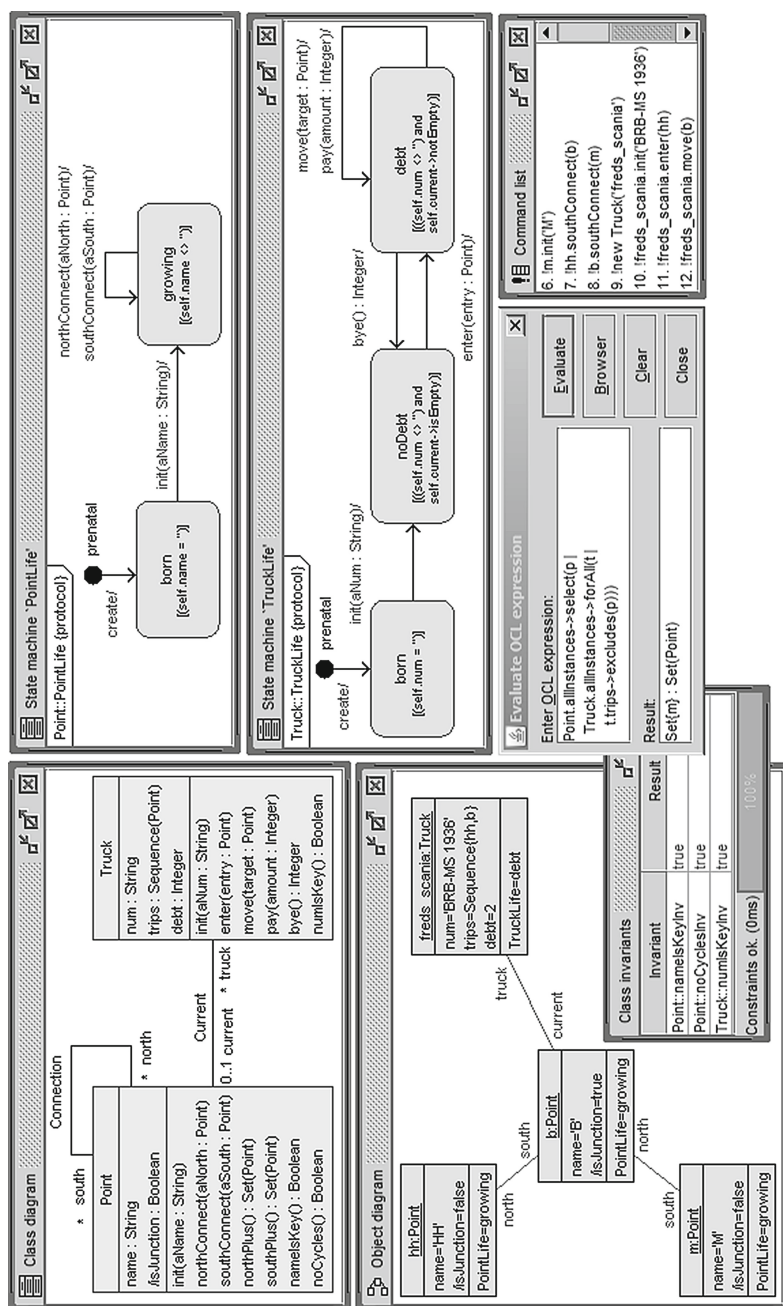 Class diagram
Connection
* south
* north
Point
name : String
/isJunction : Boolean
init(aName : String)
northConnect(aNorth : Point)
southConnect(aSouth : Point)
northPlus() : Set(Point)
southPlus() : Set(Point)
nameIsKey() : Boolean
noCycles() : Boolean
Current
0..1 current
* truck
Truck
num : String
trips : Sequence(Point)
debt : Integer
init(aNum : String)
enter(entry : Point)
move(target : Point)
pay(amount : Integer)
bye() : Integer
numIsKey() : Boolean
State machine 'PointLife'
Point::PointLife {protocol}
prenatal
create/
born
[(self.name = '')]
init(aName : String)/
growing
[(self.name <> '')]
northConnect(aNorth : Point)/
southConnect(aSouth : Point)/
State machine 'TruckLife'
Truck::TruckLife {protocol}
prenatal
create/
born
[(self.num = '')]
init(aNum : String)/
noDebt
[((self.num <> '') and
self.current->isEmpty)]
bye() : Integer/
enter(entry : Point)/
debt
[((self.num <> '') and
self.current->notEmpty)]
move(target : Point)/
pay(amount : Integer)/
Object diagram
hh:Point
name='HH'
/isJunction=false
PointLife=growing
north
south
b:Point
name='B'
/isJunction=true
PointLife=growing
north
south
m:Point
name='M'
/isJunction=false
PointLife=growing
current
truck
freds_scania:Truck
num='BRB-MS 1936'
trips=Sequence{hh,b}
debt=2
TruckLife=debt
Class invariants
Invariant Result
Point::nameIsKeyInv true
Point::noCyclesInv true
Truck::numIsKeyInv true
Constraints ok. (0ms) 100%
Evaluate OCL expression
Enter OCL expression:
Point.allInstances->select(p |
Truck.allInstances->forAll(t |
t.trips->excludes(p)))
Result:
Set{m} : Set(Point)
Evaluate
Browser
Clear
Close
Command list
6. !m.init('M')
7. !hh.southConnect(b)
8. !b.southConnect(m)
9. !new Truck('freds_scania')
10. !freds_scania.init('BRB-MS 1936')
11. !freds_scania.enter(hh)
12. !freds_scania.move(b)